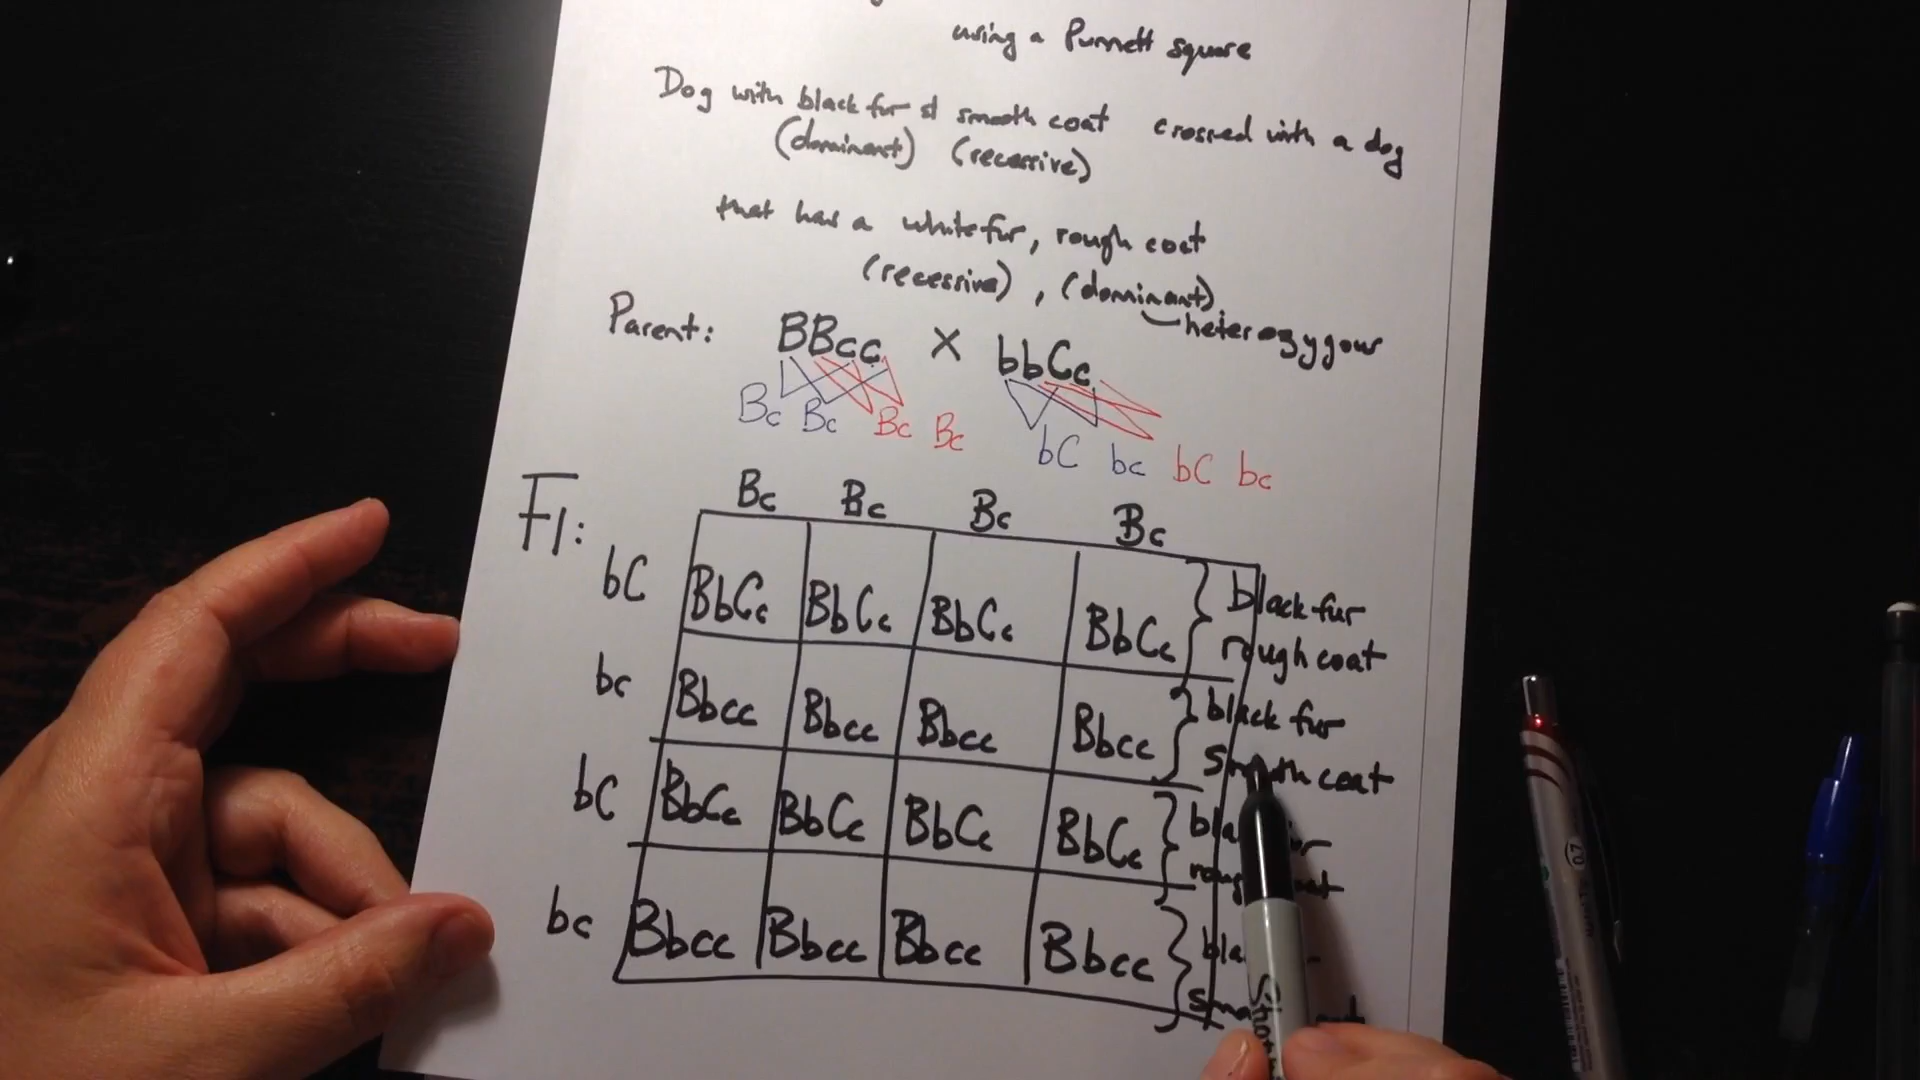 using a Punnett square
Dog with black fur & smooth coat crossed with a dog
(dominant) (recessive)
that has a white fur, rough coat
(recessive), (dominant)
heterozygous
Parent: BBcc X bbCc
Bc Bc Bc Bc bC bc bC bc
F1:
Bc Bc Bc Bc
bC BbCc BbCc BbCc BbCc } black fur
rough coat
bc Bbcc Bbcc Bbcc Bbcc } black fur
smooth coat
bC BbCc BbCc BbCc BbCc }
bc Bbcc Bbcc Bbcc Bbcc }
0.7